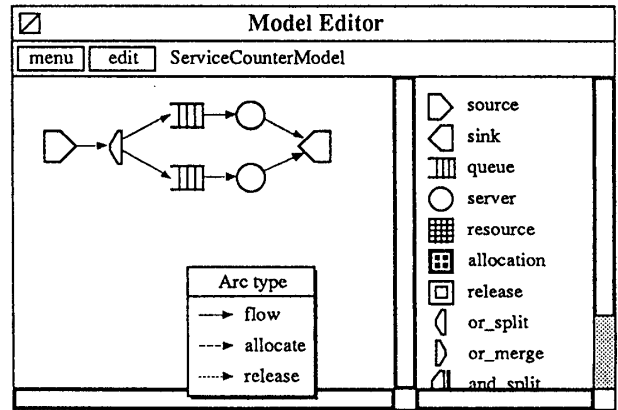 Model Editor
menu edit ServiceCounterModel
source
sink
queue
server
resource
allocation
release
or_split
or_merge
and_split
Arc type
flow
allocate
release